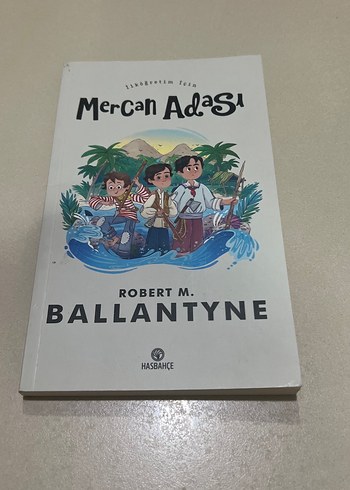 İlköğretim İçin
Mercan Adası
ROBERT M.
BALLANTYNE
HASBAHÇE